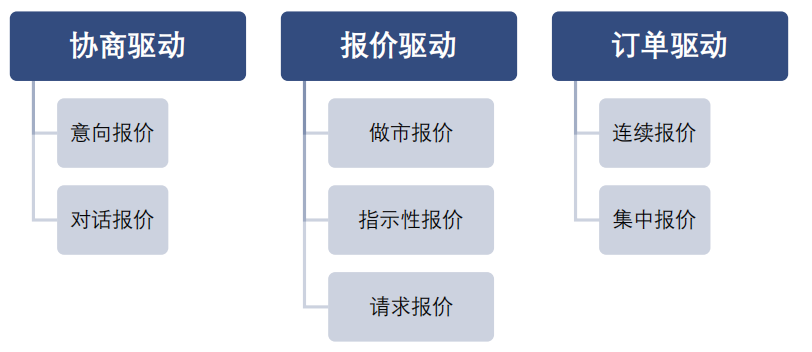 协商驱动
意向报价
对话报价
报价驱动
做市报价
指示性报价
请求报价
订单驱动
连续报价
集中报价